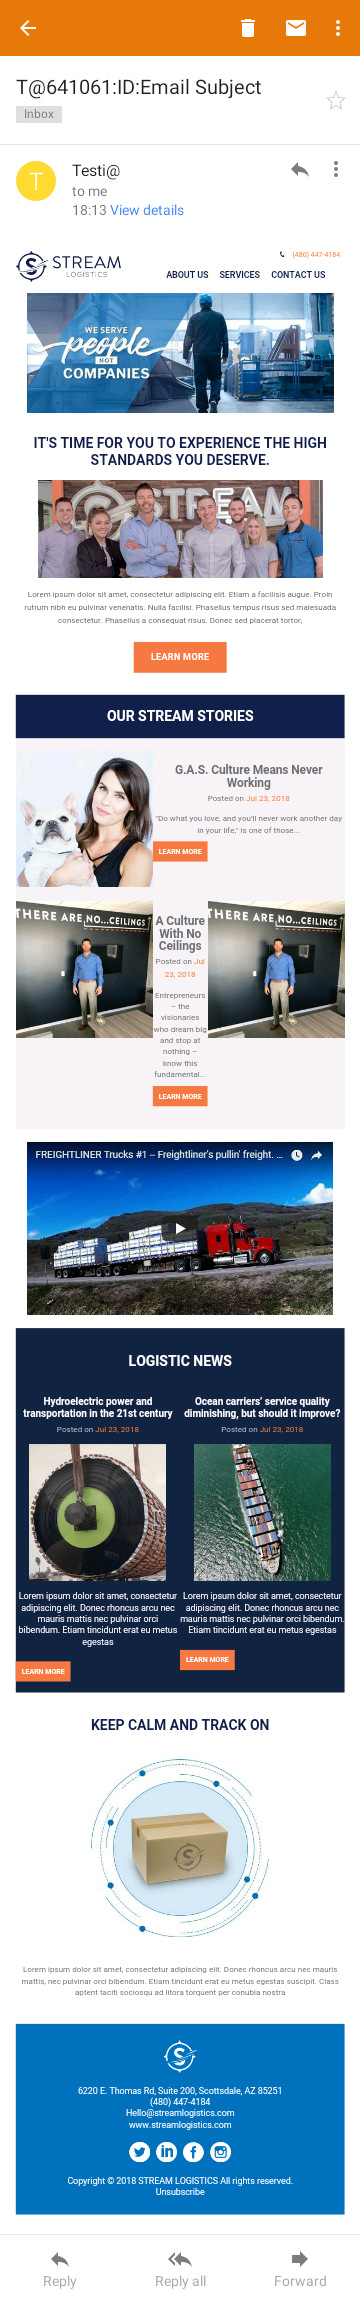 T@641061:ID:Email Subject
Inbox
T
Testi@
to me
18:13 View details
STREAM
LOGISTICS
(480) 447-4184
ABOUT US SERVICES CONTACT US
WE SERVE
people
NOT
COMPANIES
IT'S TIME FOR YOU TO EXPERIENCE THE HIGH
STANDARDS YOU DESERVE.
STREAM
Lorem ipsum dolor sit amet, consectetur adipiscing elit. Etiam a facilisis augue. Proin
rutrum nibh eu pulvinar venenatis. Nulla facilisi. Phasellus tempus risus sed malesuada
consectetur. Phasellus a consequat risus. Donec sed placerat tortor,
LEARN MORE
OUR STREAM STORIES
G.A.S. Culture Means Never
Working
Posted on Jul 23, 2018
"Do what you love, and you'll never work another day
in your life," is one of those...
LEARN MORE
THERE ARE NO...CEILINGS
A Culture
With No
Ceilings
Posted on Jul
23, 2018
Entrepreneurs
– the
visionaries
who dream big
and stop at
nothing –
know this
fundamental...
LEARN MORE
THERE ARE NO...CEILINGS
FREIGHTLINER Trucks #1 – Freightliner's pullin' freight. ...
LOGISTIC NEWS
Hydroelectric power and
transportation in the 21st century
Posted on Jul 23, 2018
Lorem ipsum dolor sit amet, consectetur
adipiscing elit. Donec rhoncus arcu nec
mauris mattis nec pulvinar orci
bibendum. Etiam tincidunt erat eu metus
egestas
LEARN MORE
Ocean carriers' service quality
diminishing, but should it improve?
Posted on Jul 23, 2018
Lorem ipsum dolor sit amet, consectetur
adipiscing elit. Donec rhoncus arcu nec
mauris mattis nec pulvinar orci bibendum.
Etiam tincidunt erat eu metus egestas
LEARN MORE
KEEP CALM AND TRACK ON
Lorem ipsum dolor sit amet, consectetur adipiscing elit. Donec rhoncus arcu nec mauris
mattis, nec pulvinar orci bibendum. Etiam tincidunt erat eu metus egestas suscipit. Class
aptent taciti sociosqu ad litora torquent per conubia nostra
6220 E. Thomas Rd, Suite 200, Scottsdale, AZ 85251
(480) 447-4184
Hello@streamlogistics.com
www.streamlogistics.com
Copyright © 2018 STREAM LOGISTICS All rights reserved.
Unsubscribe
Reply Reply all Forward